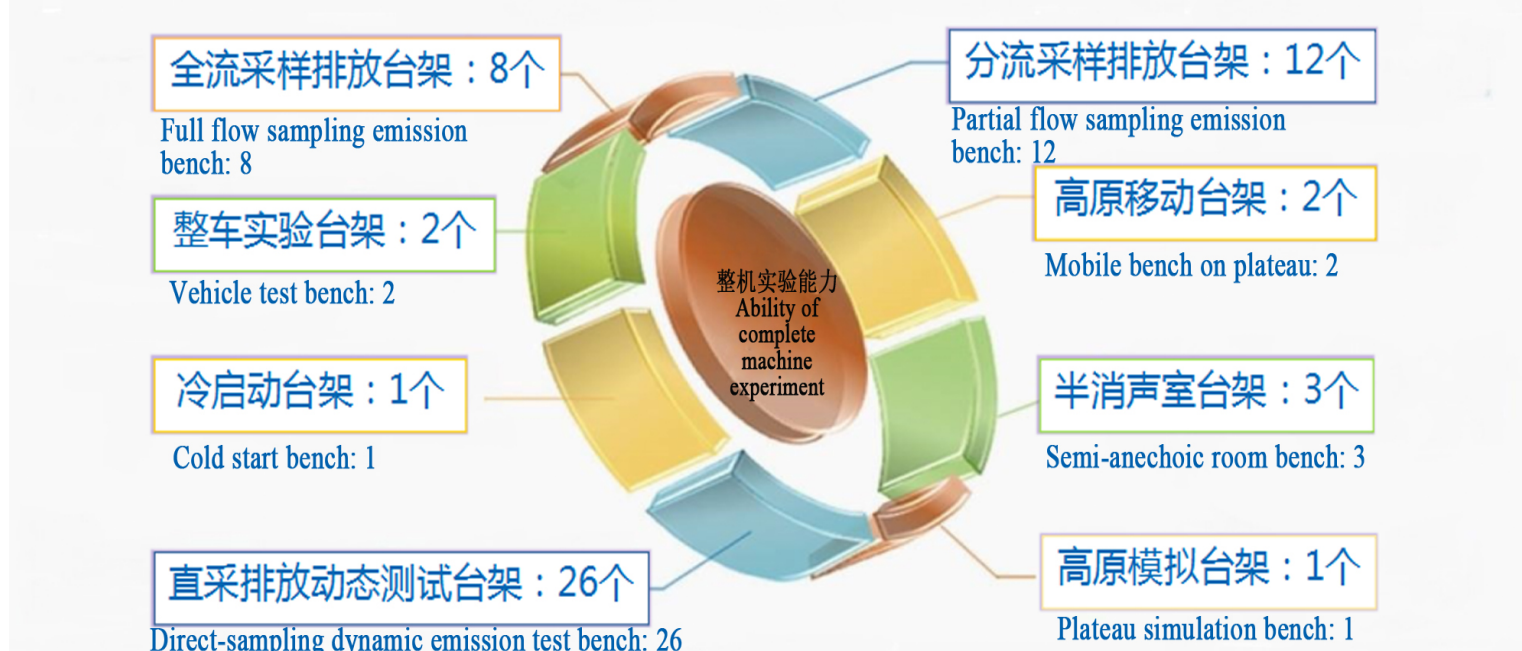 全流采样排放台架：8个
Full flow sampling emission
bench: 8
分流采样排放台架：12个
Partial flow sampling emission
bench: 12
整车实验台架：2个
Vehicle test bench: 2
高原移动台架：2个
Mobile bench on plateau: 2
整机实验能力
Ability of
complete
machine
experiment
冷启动台架：1个
Cold start bench: 1
半消声室台架：3个
Semi-anechoic room bench: 3
直采排放动态测试台架：26个
Direct-sampling dynamic emission test bench: 26
高原模拟台架：1个
Plateau simulation bench: 1